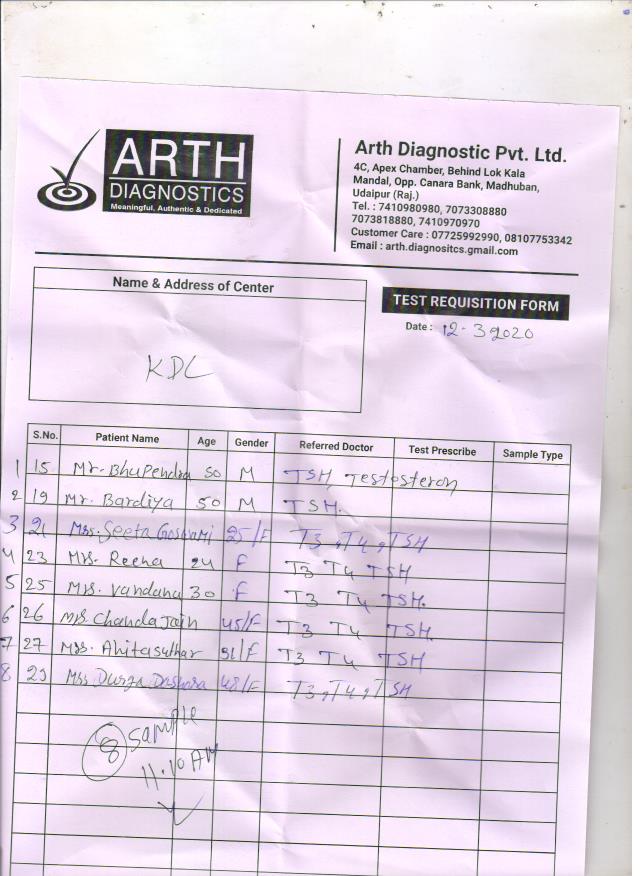 ARTH
DIAGNOSTICS
Meaningful, Authentic & Dedicated
Arth Diagnostic Pvt. Ltd.
4C, Apex Chamber, Behind Lok Kala
Mandal, Opp. Canara Bank, Madhuban,
Udaipur (Raj.)
Tel. : 7410980980, 7073308880
7073818880, 7410970970
Customer Care : 07725992990, 08107753342
Email : arth.diagnositcs.gmail.com
Name & Address of Center
KDL
TEST REQUISITION FORM
Date : 12-3-2020
S.No. Patient Name Age Gender Referred Doctor Test Prescribe Sample Type
1 15 Mr. Bhupendra 50 M TSH, Testosteron
2 19 Mr. Bardiya 50 M TSH.
3 21 Mrs. Seeta Goswami 25/F T3, T4, TSH
4 23 Mrs. Reena 24 F T3 T4 TSH
5 25 Mrs. Vandana 30 F T3 T4 TSH.
6 26 Mrs. Chanda Jain 45/F T3 T4 TSH
7 27 Mrs. Anita Suthar /F T3 T4 TSH
8 29 Mrs Durga Dashora 48/F T3, T4, TSH
8 Sample
11.10 AM